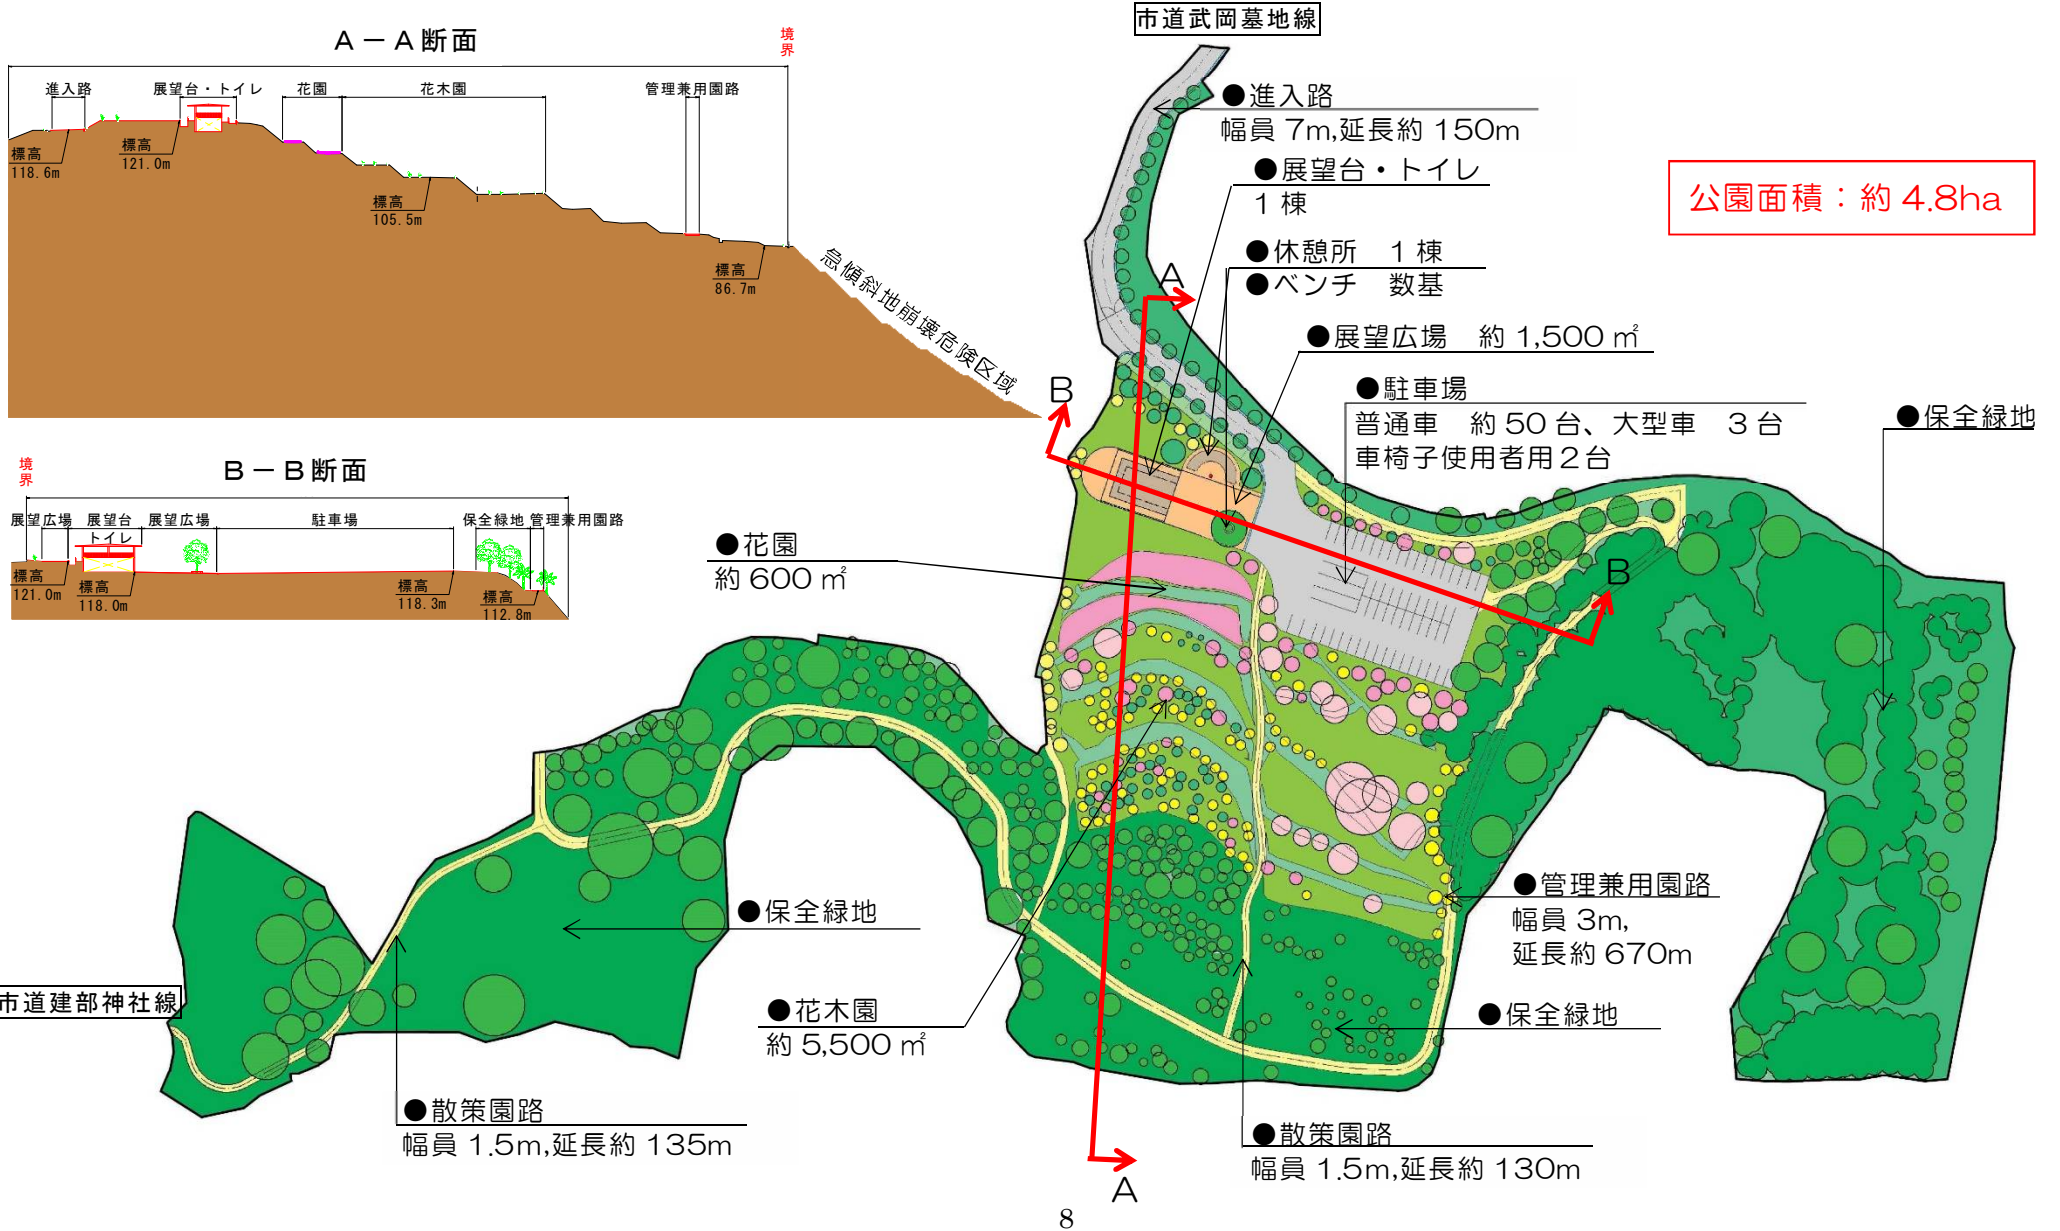 市道武岡墓地線
A－A断面
境界
進入路
展望台・トイレ
花園
花木園
管理兼用園路
標高
118.6m
標高
121.0m
標高
105.5m
標高
86.7m
急傾斜地崩壊危険区域
●進入路
幅員 7m,延長約 150m
●展望台・トイレ
1 棟
●休憩所　1 棟
●ベンチ　数基
●展望広場　約 1,500 ㎡
●駐車場
普通車　約 50 台、大型車　3 台
車椅子使用者用2台
公園面積：約 4.8ha
●保全緑地
A
B
B－B断面
境界
展望広場
展望台
トイレ
展望広場
駐車場
保全緑地
管理兼用園路
標高
121.0m
標高
118.0m
標高
118.3m
標高
112.8m
B
●花園
約 600 ㎡
●保全緑地
●花木園
約 5,500 ㎡
●管理兼用園路
幅員 3m,
延長約 670m
●保全緑地
市道建部神社線
●散策園路
幅員 1.5m,延長約 135m
●散策園路
幅員 1.5m,延長約 130m
A
8